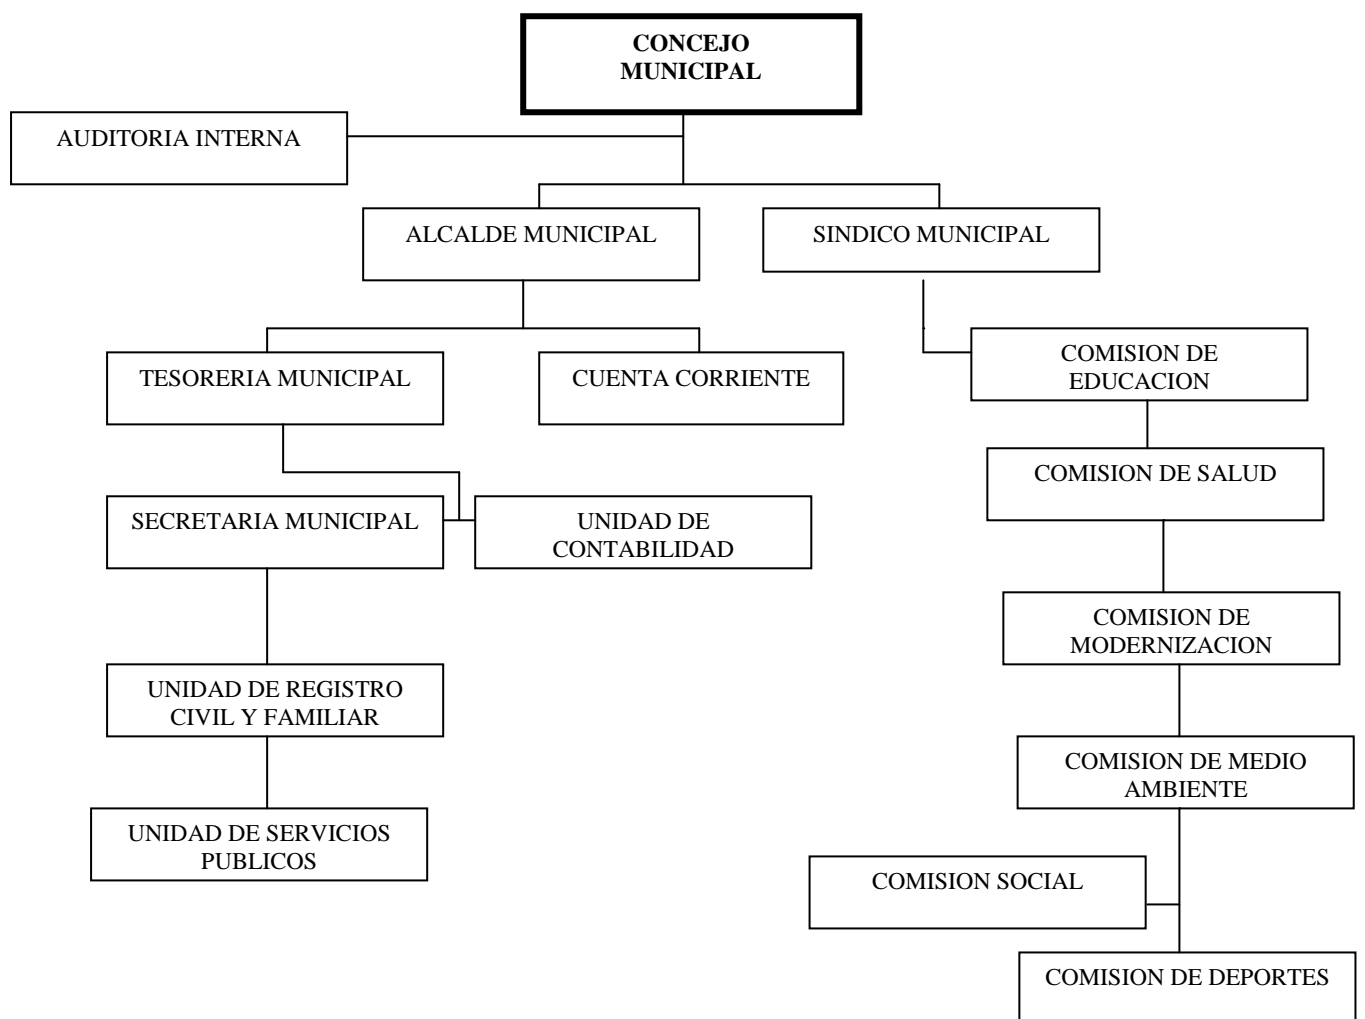 CONCEJO
MUNICIPAL
AUDITORIA INTERNA
ALCALDE MUNICIPAL
SINDICO MUNICIPAL
TESORERIA MUNICIPAL
CUENTA CORRIENTE
COMISION DE
EDUCACION
COMISION DE SALUD
SECRETARIA MUNICIPAL
UNIDAD DE
CONTABILIDAD
COMISION DE
MODERNIZACION
UNIDAD DE REGISTRO
CIVIL Y FAMILIAR
COMISION DE MEDIO
AMBIENTE
UNIDAD DE SERVICIOS
PUBLICOS
COMISION SOCIAL
COMISION DE DEPORTES